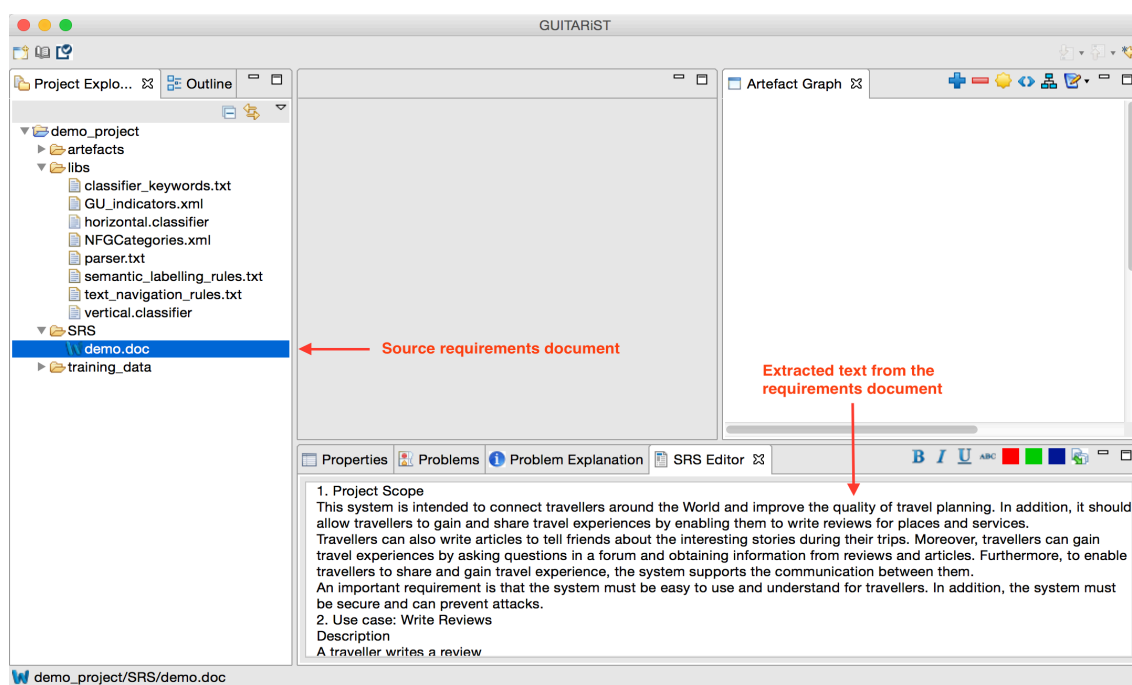 GUITARiST
Project Explo...
Outline
Artefact Graph
demo_project
artefacts
libs
classifier_keywords.txt
GU_indicators.xml
horizontal.classifier
NFGCategories.xml
parser.txt
semantic_labelling_rules.txt
text_navigation_rules.txt
vertical.classifier
SRS
demo.doc
training_data
Source requirements document
Extracted text from the
requirements document
Properties
Problems
Problem Explanation
SRS Editor
B I U ABC
1. Project Scope
This system is intended to connect travellers around the World and improve the quality of travel planning. In addition, it should
allow travellers to gain and share travel experiences by enabling them to write reviews for places and services.
Travellers can also write articles to tell friends about the interesting stories during their trips. Moreover, travellers can gain
travel experiences by asking questions in a forum and obtaining information from reviews and articles. Furthermore, to enable
travellers to share and gain travel experience, the system supports the communication between them.
An important requirement is that the system must be easy to use and understand for travellers. In addition, the system must
be secure and can prevent attacks.
2. Use case: Write Reviews
Description
A traveller writes a review
demo_project/SRS/demo.doc